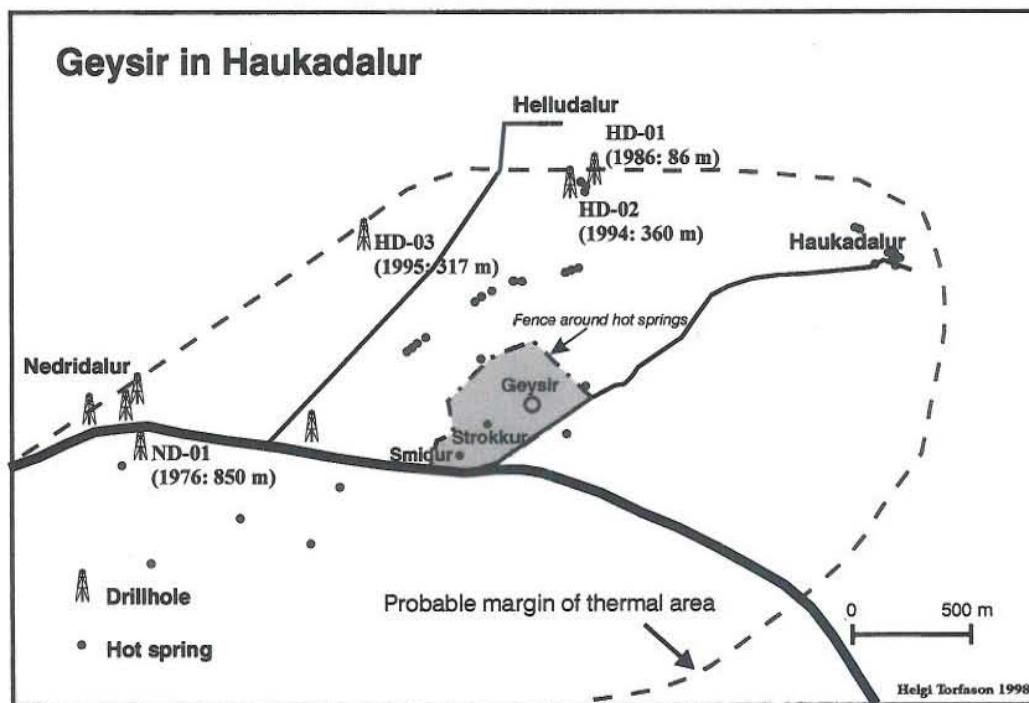 Geysir in Haukadalur
Helludalur
HD-01
(1986: 86 m)
HD-02
(1994: 360 m)
HD-03
(1995: 317 m)
Haukadalur
Fence around hot springs
Nedridalur
Geysir
Strokkur
Smidur
ND-01
(1976: 850 m)
Drillhole
Hot spring
Probable margin of thermal area
0 500 m
Helgi Torfason 1998